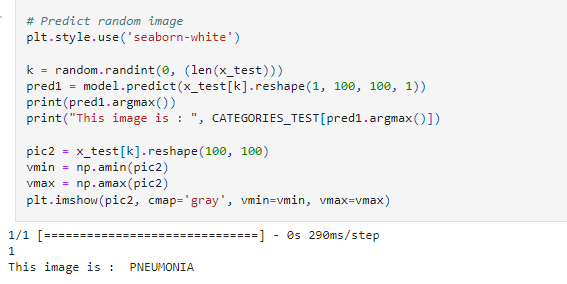 # Predict random image
plt.style.use('seaborn-white')
k = random.randint(0, (len(x_test)))
pred1 = model.predict(x_test[k].reshape(1, 100, 100, 1))
print(pred1.argmax())
print("This image is : ", CATEGORIES_TEST[pred1.argmax()])
pic2 = x_test[k].reshape(100, 100)
vmin = np.amin(pic2)
vmax = np.amax(pic2)
plt.imshow(pic2, cmap='gray', vmin=vmin, vmax=vmax)
1/1 [==============================] - 0s 290ms/step
1
This image is :  PNEUMONIA